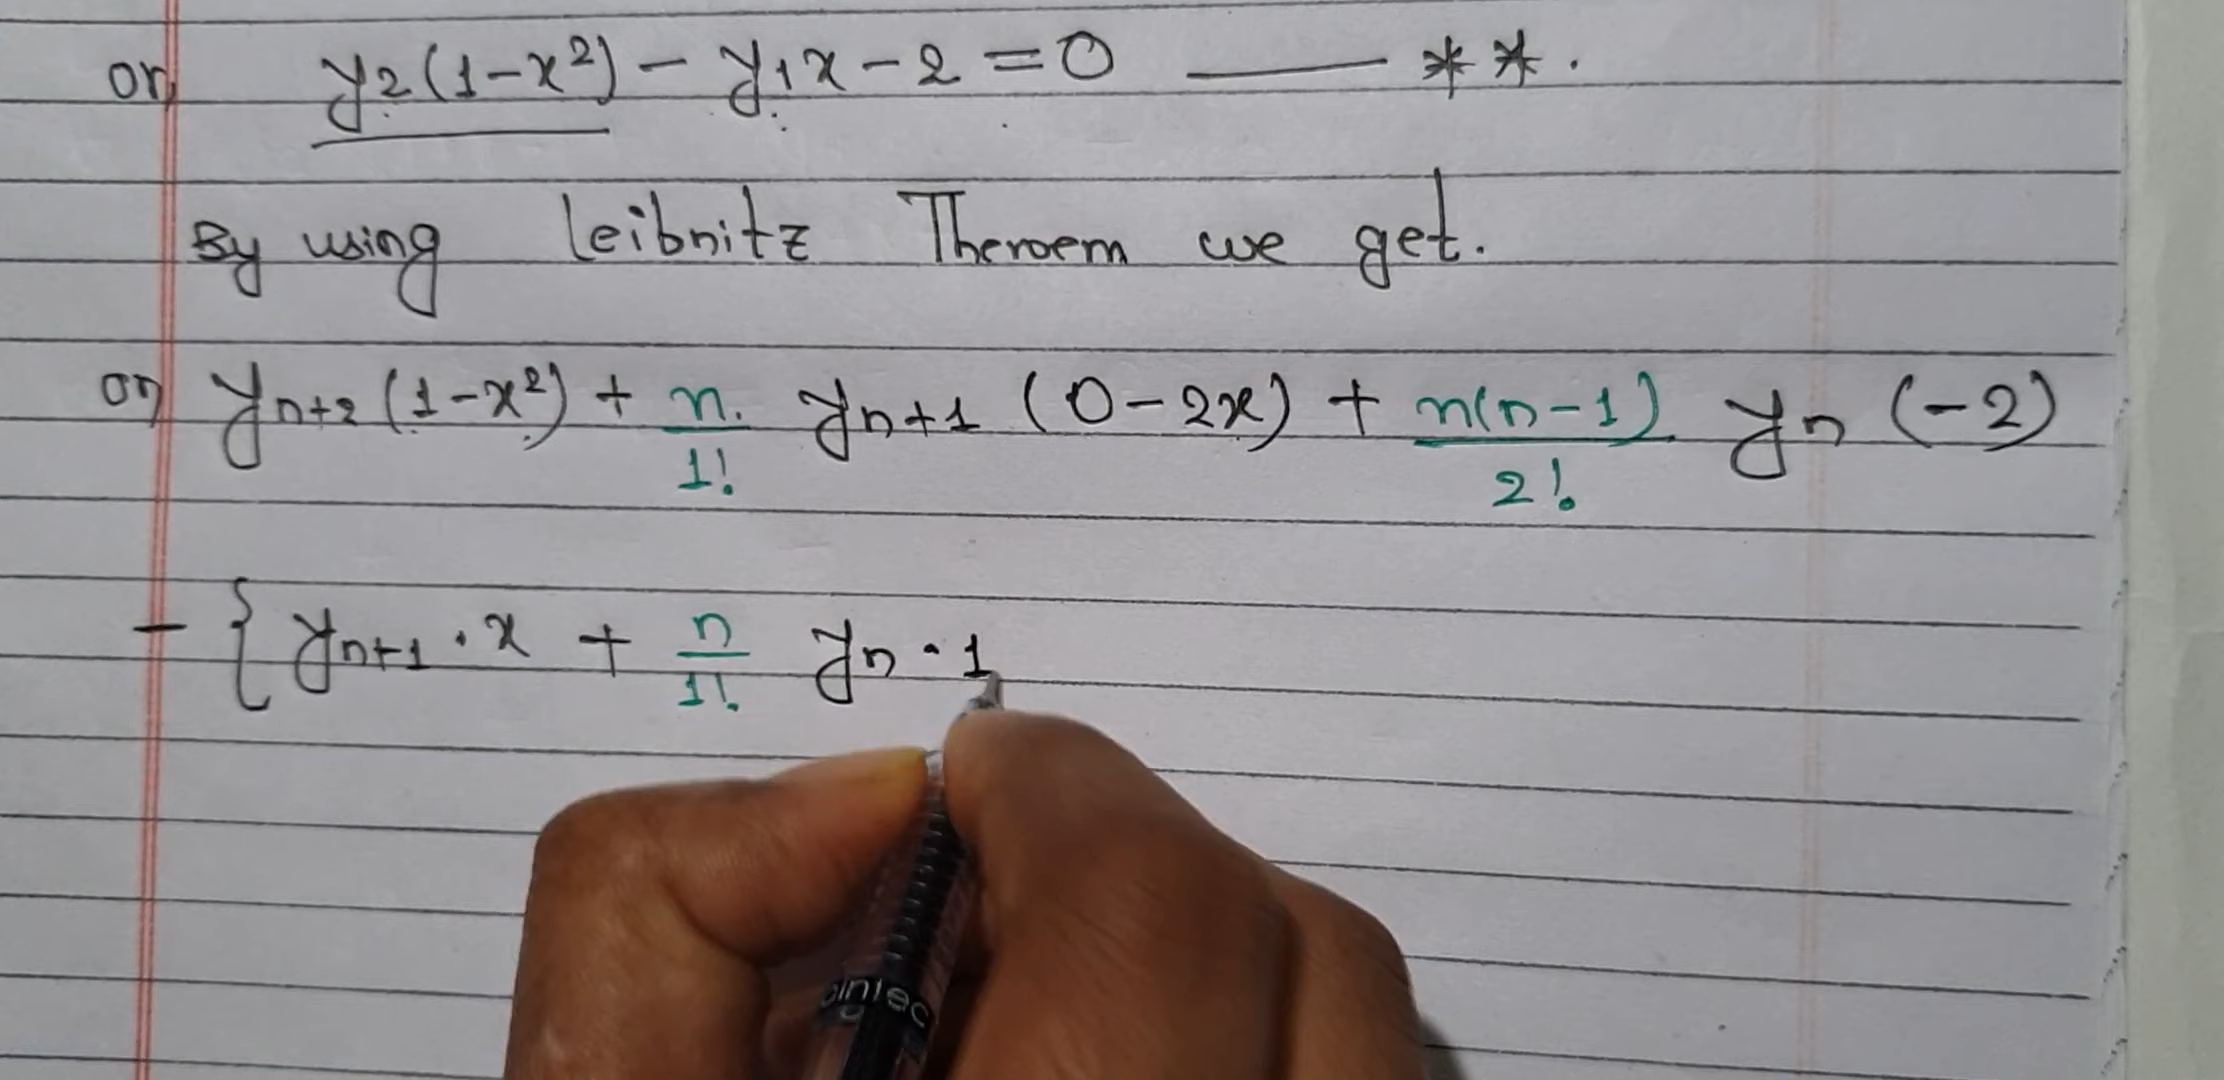 or, y₂(1-x²) - y₁x - 2 = 0 —— **.
By using leibnitz Theroem we get.
or, yₙ₊₂ (1-x²) + n./1! yₙ₊₁ (0-2x) + n(n-1)/2! yₙ (-2)
- { yₙ₊₁ · x + n/1! yₙ · 1